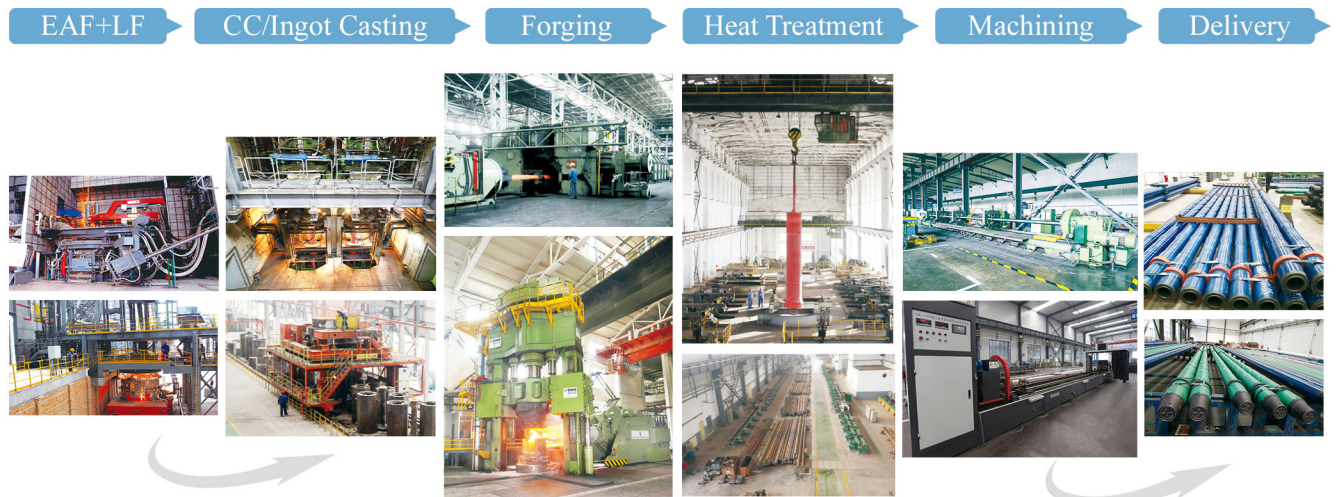 EAF+LF
CC/Ingot Casting
Forging
Heat Treatment
Machining
Delivery